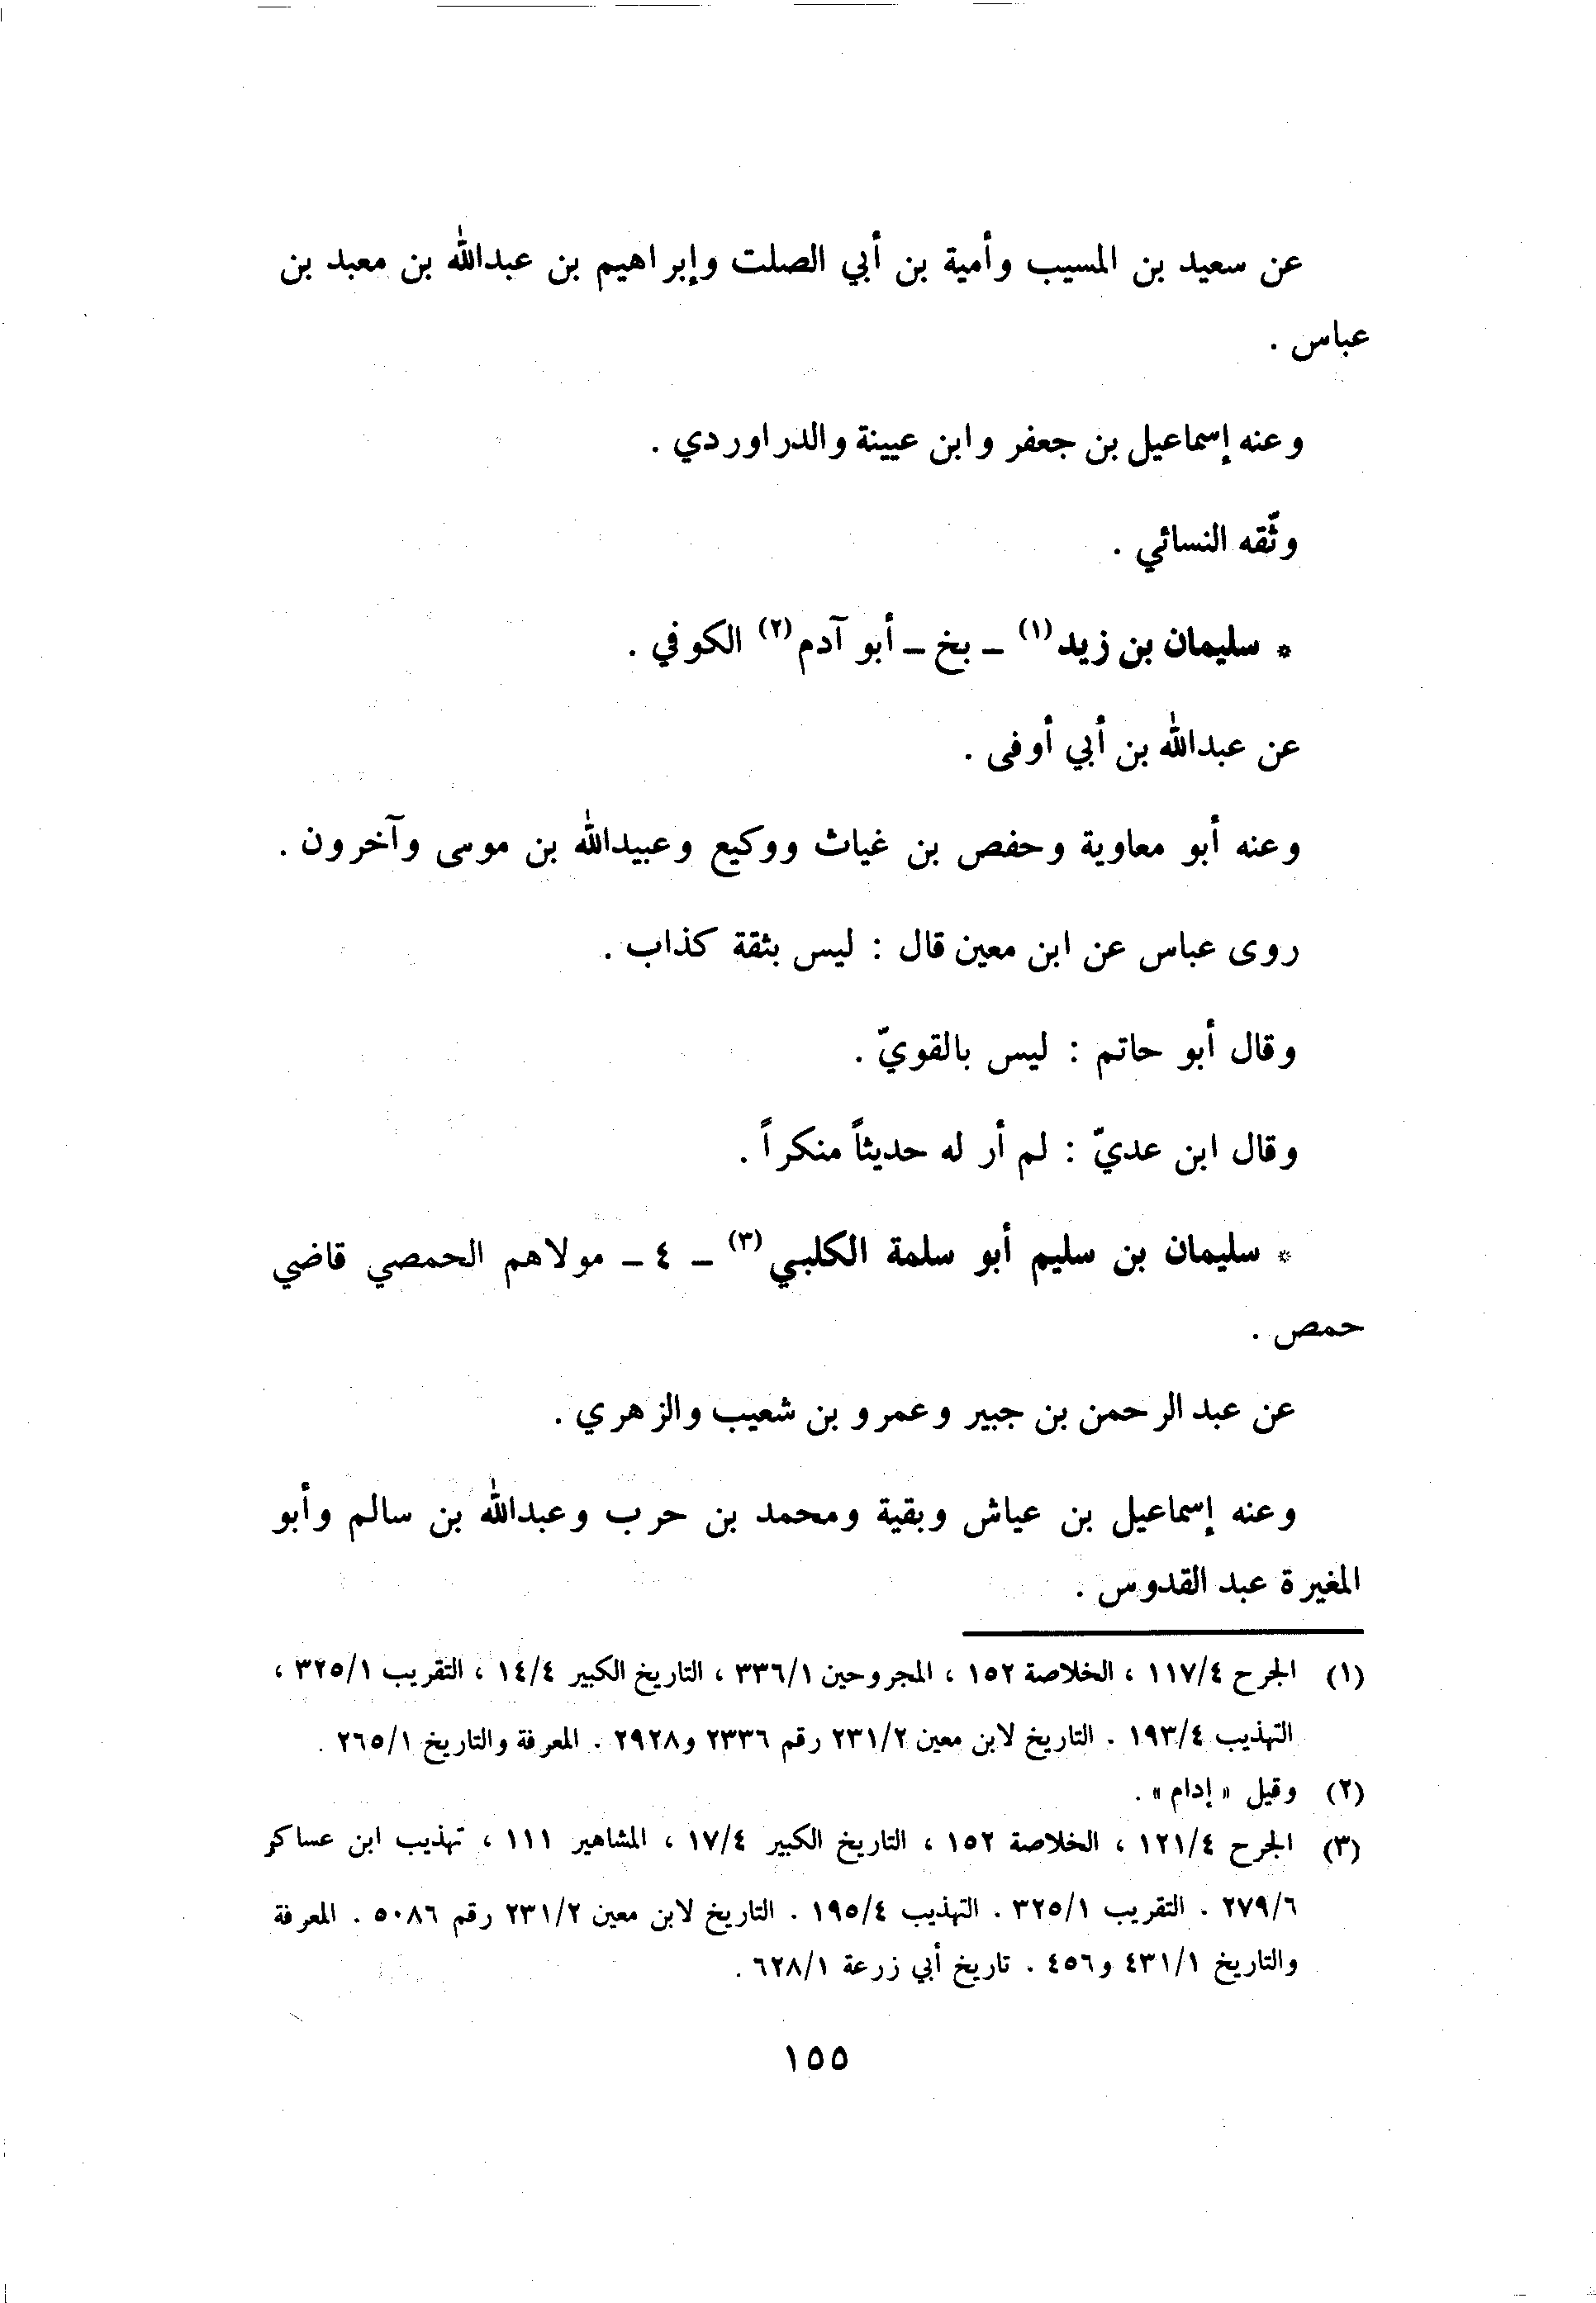 عن سعيد بن المسيب وأمية بن أبي الصلت وإبراهيم بن عبدالله بن معبد بن
عباس .
وعنه إسماعيل بن جعفر وابن عيينة والدراوردي .
وثّقه النسائي .
* سليمان بن زيد (١) ـ بخ ـ أبو آدم (٢) الكوفي .
عن عبدالله بن أبي أوفى .
وعنه أبو معاوية وحفص بن غياث ووكيع وعبيدالله بن موسى وآخرون .
روى عباس عن ابن معين قال : ليس بثقة كذاب .
وقال أبو حاتم : ليس بالقويّ .
وقال ابن عديّ : لم أر له حديثاً منكراً .
* سليمان بن سليم أبو سلمة الكلبي (٣) ـ ٤ ـ مولاهم الحمصي قاضي
حمص .
عن عبد الرحمن بن جبير وعمرو بن شعيب والزهري .
وعنه إسماعيل بن عياش وبقية ومحمد بن حرب وعبدالله بن سالم وأبو
المغيرة عبد القدوس .
(١) الجرح ١١٧/٤ ، الخلاصة ١٥٢ ، المجروحين ٣٣٦/١ ، التاريخ الكبير ١٤/٤ ، التقريب ٣٢٥/١ ،
التهذيب ١٩٣/٤ . التاريخ لابن معين ٢٣١/٢ رقم ٢٣٣٦ و٢٩٢٨ . المعرفة والتاريخ ٢٦٥/١ .
(٢) وقيل « إدام » .
(٣) الجرح ١٢١/٤ ، الخلاصة ١٥٢ ، التاريخ الكبير ١٧/٤ ، المشاهير ١١١ ، تهذيب ابن عساكر
٢٧٩/٦ . التقريب ٣٢٥/١ . التهذيب ١٩٥/٤ . التاريخ لابن معين ٢٣١/٢ رقم ٥٠٨٦ . المعرفة
والتاريخ ٤٣١/١ و٤٥٦ . تاريخ أبي زرعة ٦٢٨/١ .
١٥٥